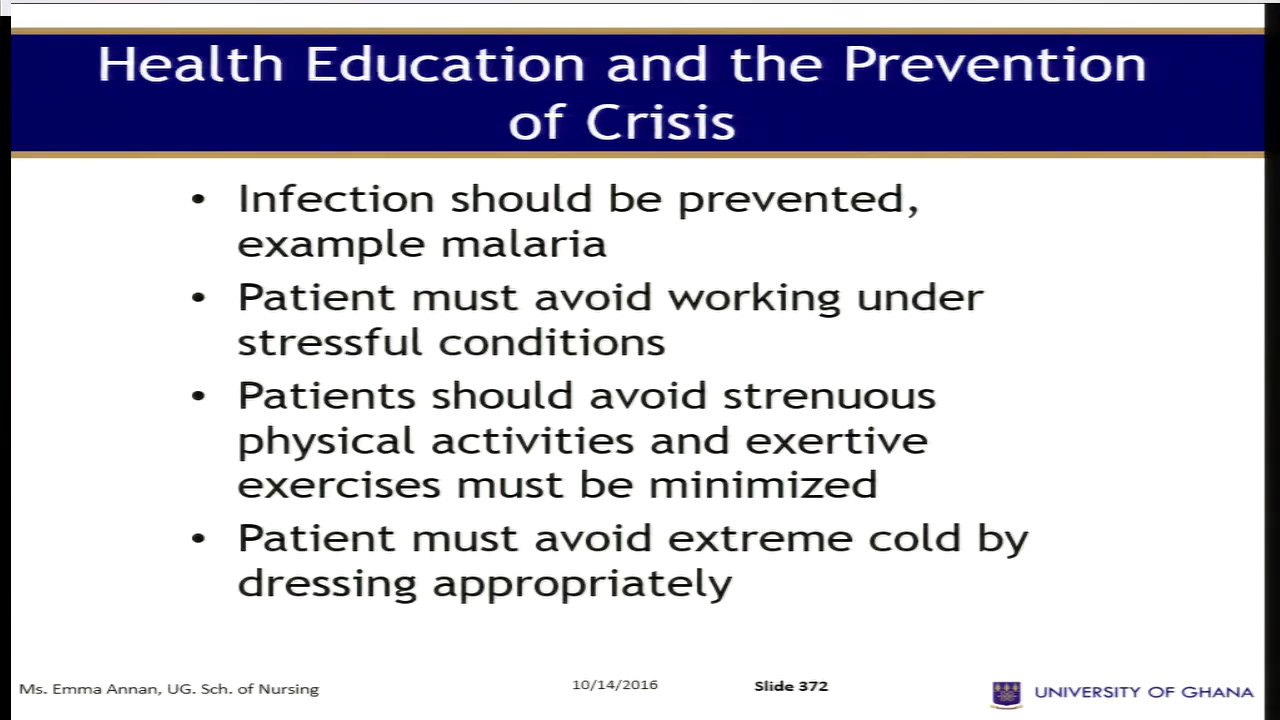 Health Education and the Prevention
of Crisis
• Infection should be prevented,
example malaria
• Patient must avoid working under
stressful conditions
• Patients should avoid strenuous
physical activities and exertive
exercises must be minimized
• Patient must avoid extreme cold by
dressing appropriately
Ms. Emma Annan, UG. Sch. of Nursing
10/14/2016
Slide 372
UNIVERSITY OF GHANA